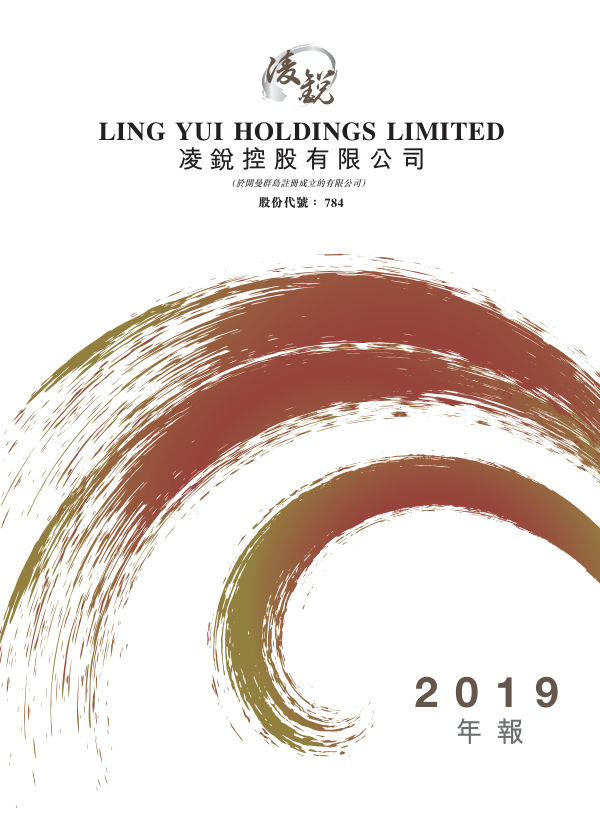 凌
銳
LING YUI HOLDINGS LIMITED
凌銳控股有限公司
（於開曼群島註冊成立的有限公司）
股份代號： 784
2019
年報